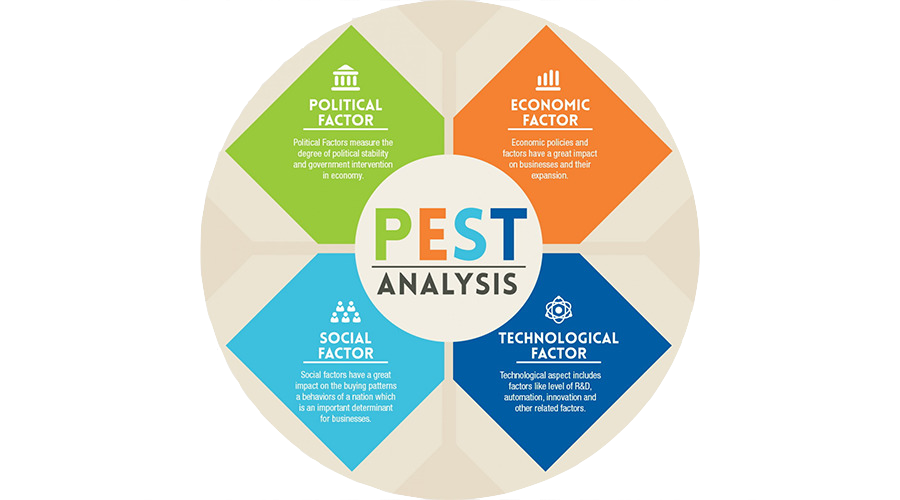 POLITICAL
FACTOR
Political Factors measure the
degree of political stability
and government intervention
in economy.
ECONOMIC
FACTOR
Economic policies and
factors have a great impact
on businesses and their
expansion.
PEST
ANALYSIS
SOCIAL
FACTOR
Social factors have a great
impact on the buying patterns
a behaviors of a nation which
is an important determinant
for businesses.
TECHNOLOGICAL
FACTOR
Technological aspect includes
factors like level of R&D,
automation, innovation and
other related factors.